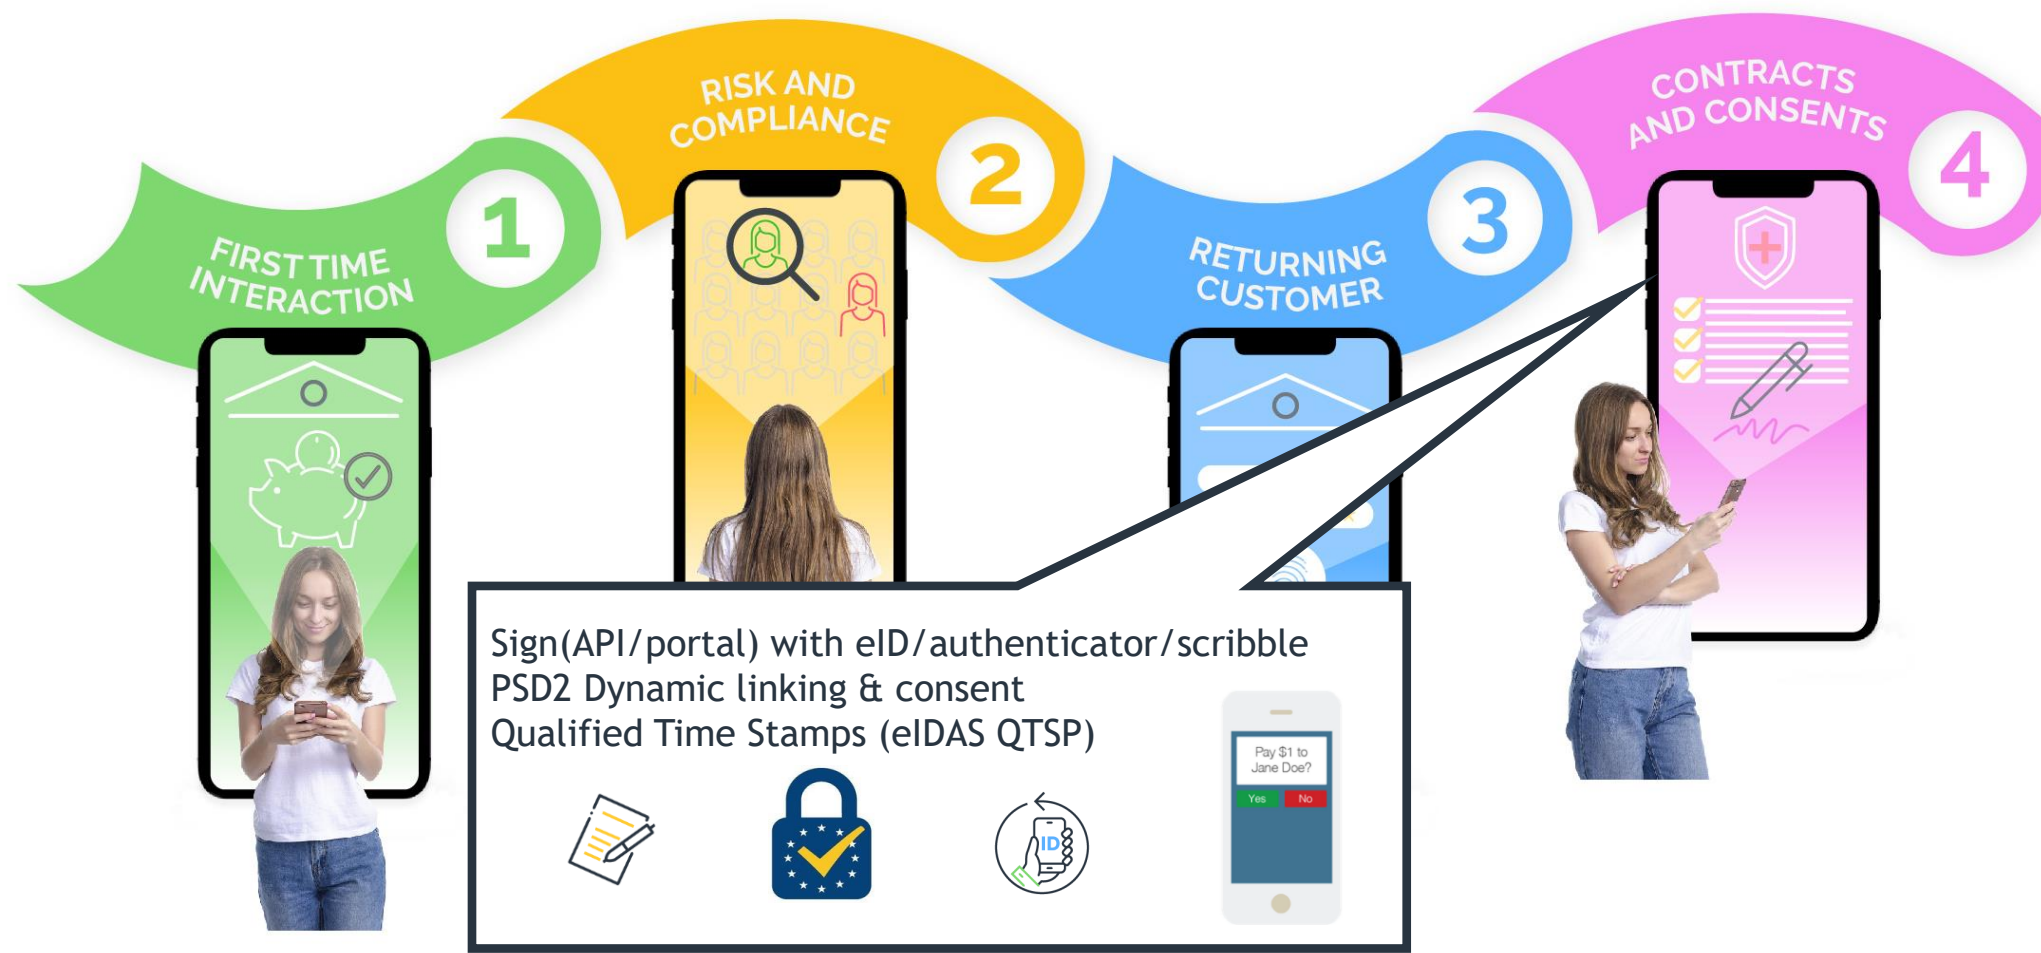 FIRST TIME
INTERACTION
1
RISK AND
COMPLIANCE
2
RETURNING
CUSTOMER
3
CONTRACTS
AND CONSENTS
4
Sign(API/portal) with eID/authenticator/scribble
PSD2 Dynamic linking & consent
Qualified Time Stamps (eIDAS QTSP)
ID
Pay $1 to
Jane Doe?
Yes
No